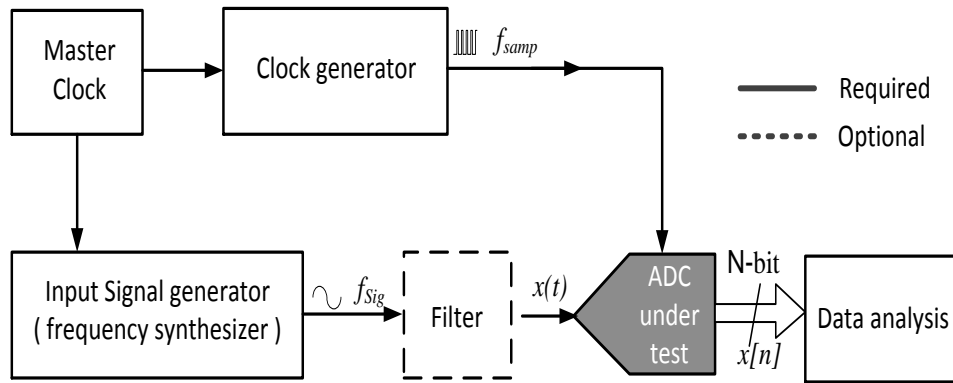 Master
Clock
Clock generator
f_samp
Required
Optional
Input Signal generator
( frequency synthesizer )
f_Sig
Filter
x(t)
ADC
under
test
N-bit
x[n]
Data analysis